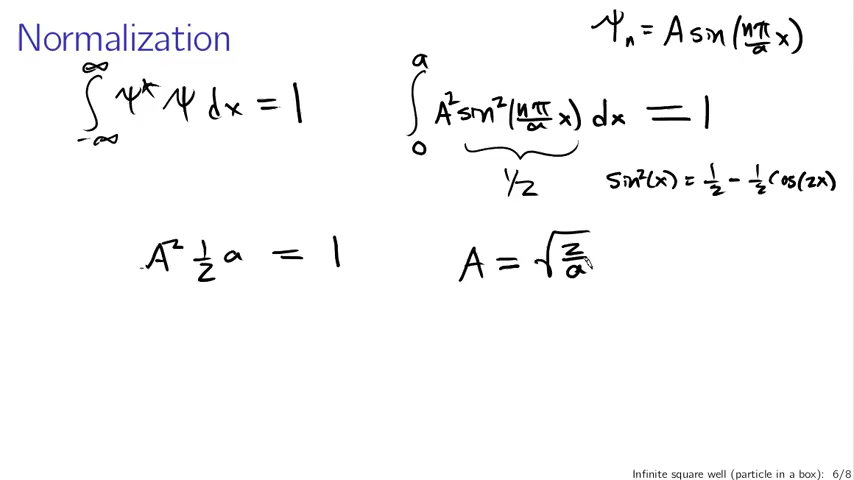 Normalization
ψₙ = A sin(nπ/a x)
∫_{-∞}^{∞} ψ* ψ dx = 1
∫_0^a A² sin²(nπ/a x) dx = 1
1/2
sin²(x) = 1/2 - 1/2 cos(2x)
A² 1/2 a = 1
A = √(2/a)
Infinite square well (particle in a box): 6/8